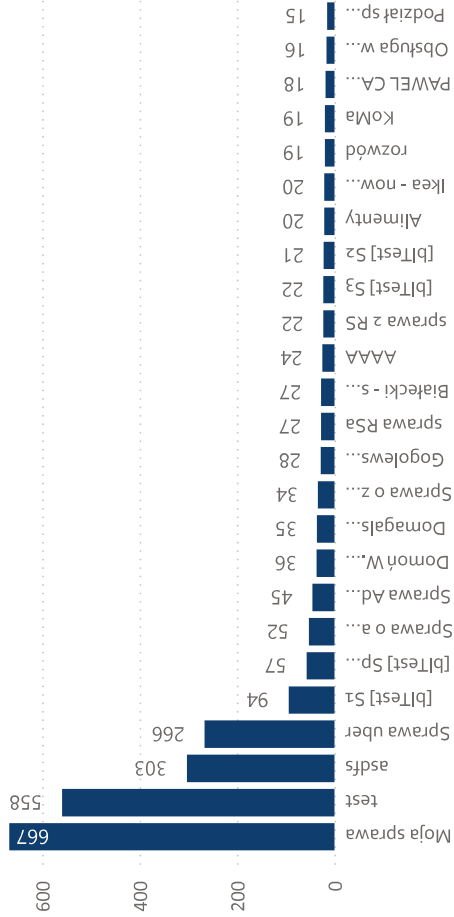 Moja sprawa 667
test 558
asdfs 303
Sprawa uber 266
[blTest] S1 94
[blTest] Sp... 57
Sprawa o a... 52
Sprawa Ad... 45
Domoń W.... 36
Domagals... 35
Sprawa o z... 34
Gogolews... 28
sprawa RSa 27
Białecki - s... 27
AAAA 24
sprawa 2 RS 22
[blTest] S3 22
[blTest] S2 21
Alimenty 20
Ikea - now... 20
rozwód 19
KoMa 19
PAWEL CA... 18
Obsługa w... 16
Podział sp... 15
0 200 400 600